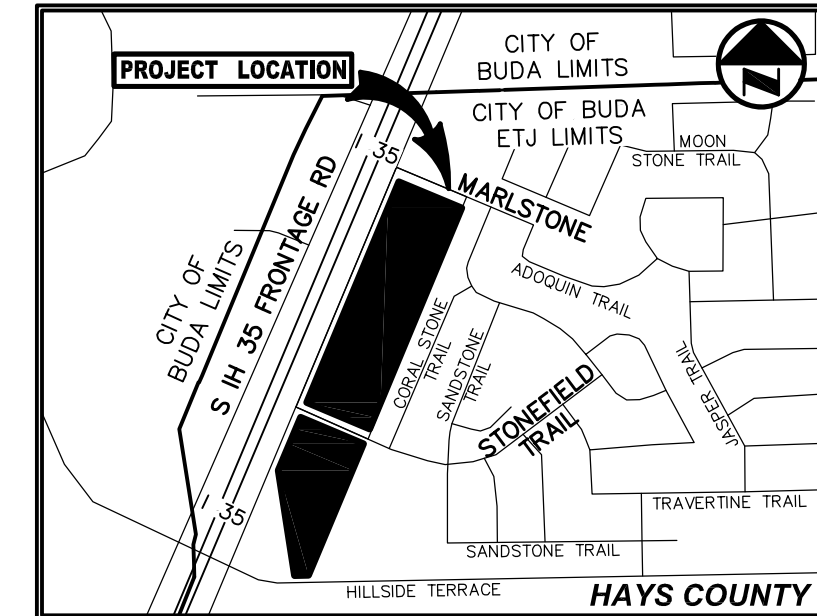 PROJECT LOCATION
CITY OF
BUDA LIMITS
N
CITY OF BUDA
ETJ LIMITS
MOON
STONE TRAIL
I 35
MARLSTONE
S IH 35 FRONTAGE RD
CITY OF
BUDA LIMITS
ADOQUIN TRAIL
CORAL STONE
TRAIL
SANDSTONE
TRAIL
STONEFIELD
TRAIL
JASPER TRAIL
I 35
TRAVERTINE TRAIL
SANDSTONE TRAIL
HILLSIDE TERRACE
HAYS COUNTY